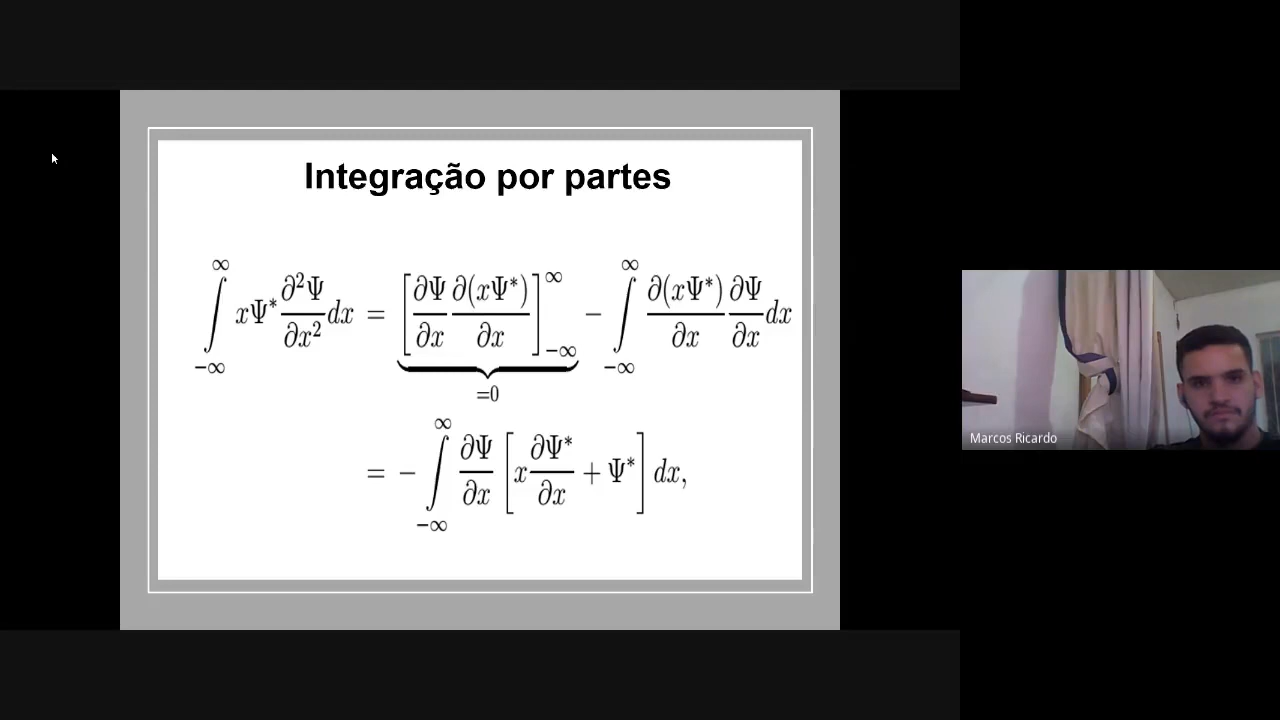 Integração por partes
∫_{−∞}^{∞} xΨ* ∂²Ψ/∂x² dx = [∂Ψ/∂x ∂(xΨ*)/∂x]_{−∞}^{∞} − ∫_{−∞}^{∞} ∂(xΨ*)/∂x ∂Ψ/∂x dx
=0
= − ∫_{−∞}^{∞} ∂Ψ/∂x [x ∂Ψ*/∂x + Ψ*] dx,
Marcos Ricardo